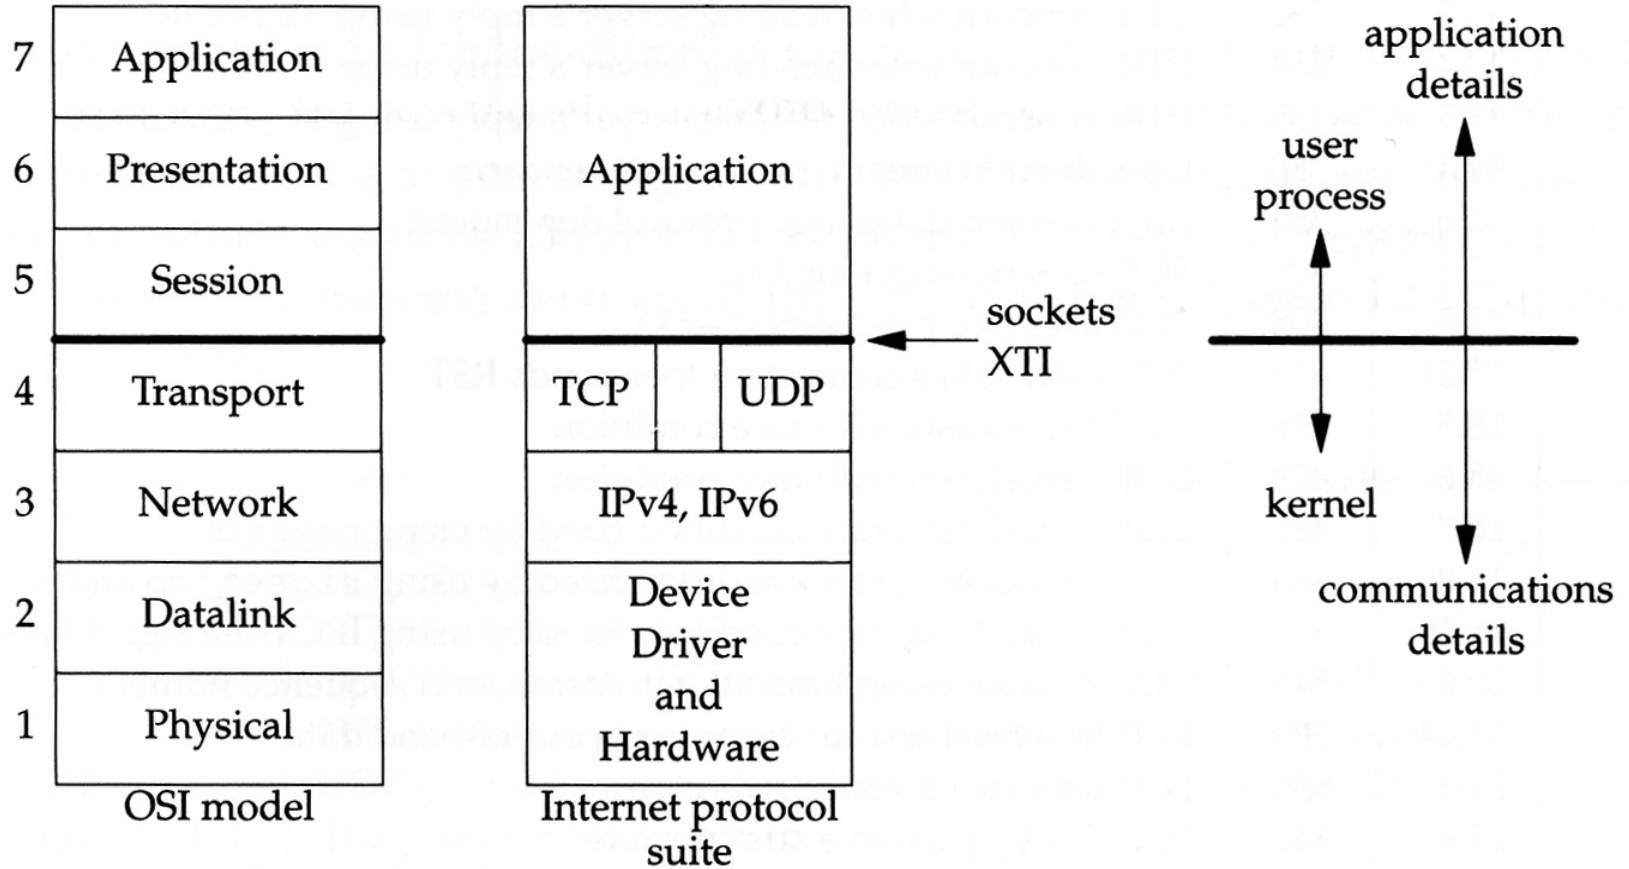 7
Application
6
Presentation
5
Session
4
Transport
3
Network
2
Datalink
1
Physical
OSI model
Application
TCP
UDP
IPv4, IPv6
Device
Driver
and
Hardware
Internet protocol
suite
sockets
XTI
application
details
user
process
kernel
communications
details